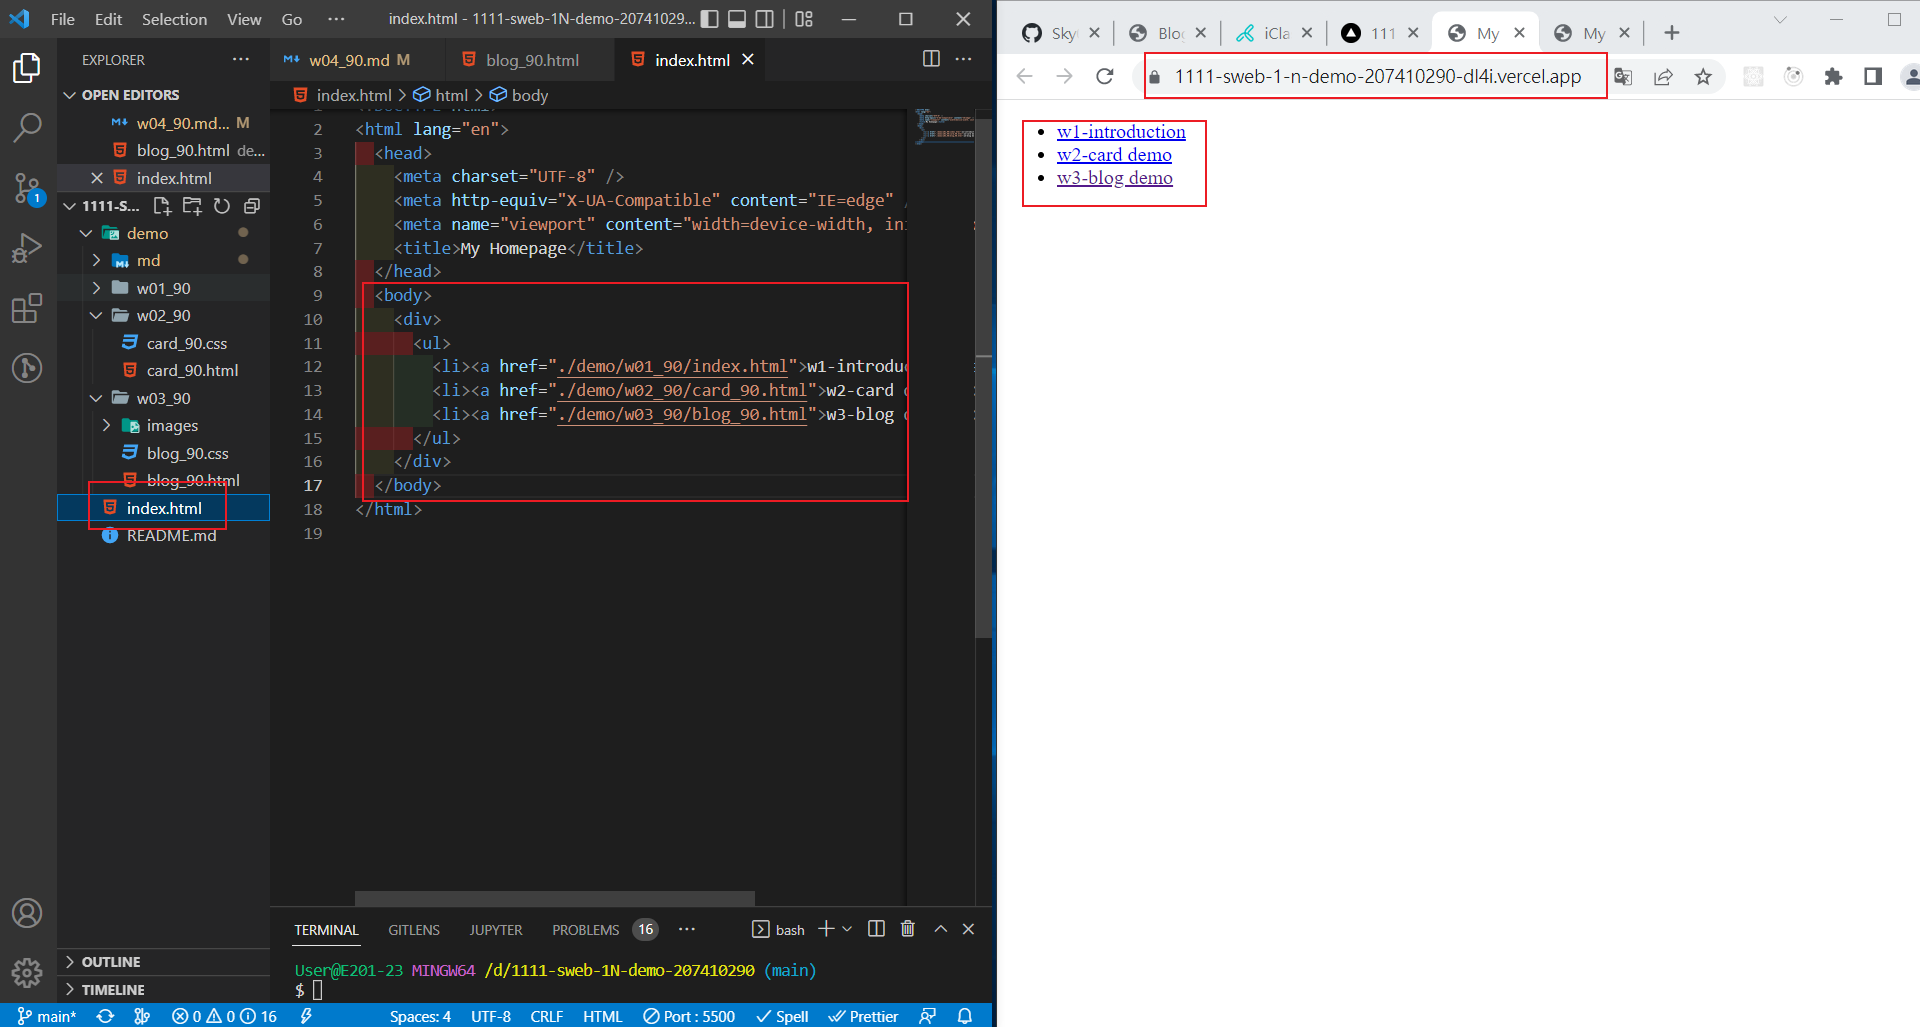 File Edit Selection View Go ··· index.html - 1111-sweb-1N-demo-20741029...
EXPLORER ···
OPEN EDITORS
w04_90.md... M
blog_90.html de...
index.html
1111-S...
demo
md
w01_90
w02_90
card_90.css
card_90.html
w03_90
images
blog_90.css
blog_90.html
index.html
README.md
OUTLINE
TIMELINE
w04_90.md M blog_90.html index.html
index.html > html > body
2 <html lang="en">
3 <head>
4 <meta charset="UTF-8" />
5 <meta http-equiv="X-UA-Compatible" content="IE=edge" /
6 <meta name="viewport" content="width=device-width, in
7 <title>My Homepage</title>
8 </head>
9 <body>
10 <div>
11 <ul>
12 <li><a href="./demo/w01_90/index.html">w1-introdu
13 <li><a href="./demo/w02_90/card_90.html">w2-card
14 <li><a href="./demo/w03_90/blog_90.html">w3-blog
15 </ul>
16 </div>
17 </body>
18 </html>
19
TERMINAL GITLENS JUPYTER PROBLEMS 16 ··· bash
User@E201-23 MINGW64 /d/1111-sweb-1N-demo-207410290 (main)
$
main* 0 0 16 Spaces: 4 UTF-8 CRLF HTML Port : 5500 Spell Prettier
Sky Blog iCla 111 My My
1111-sweb-1-n-demo-207410290-dl4i.vercel.app
• w1-introduction
• w2-card demo
• w3-blog demo